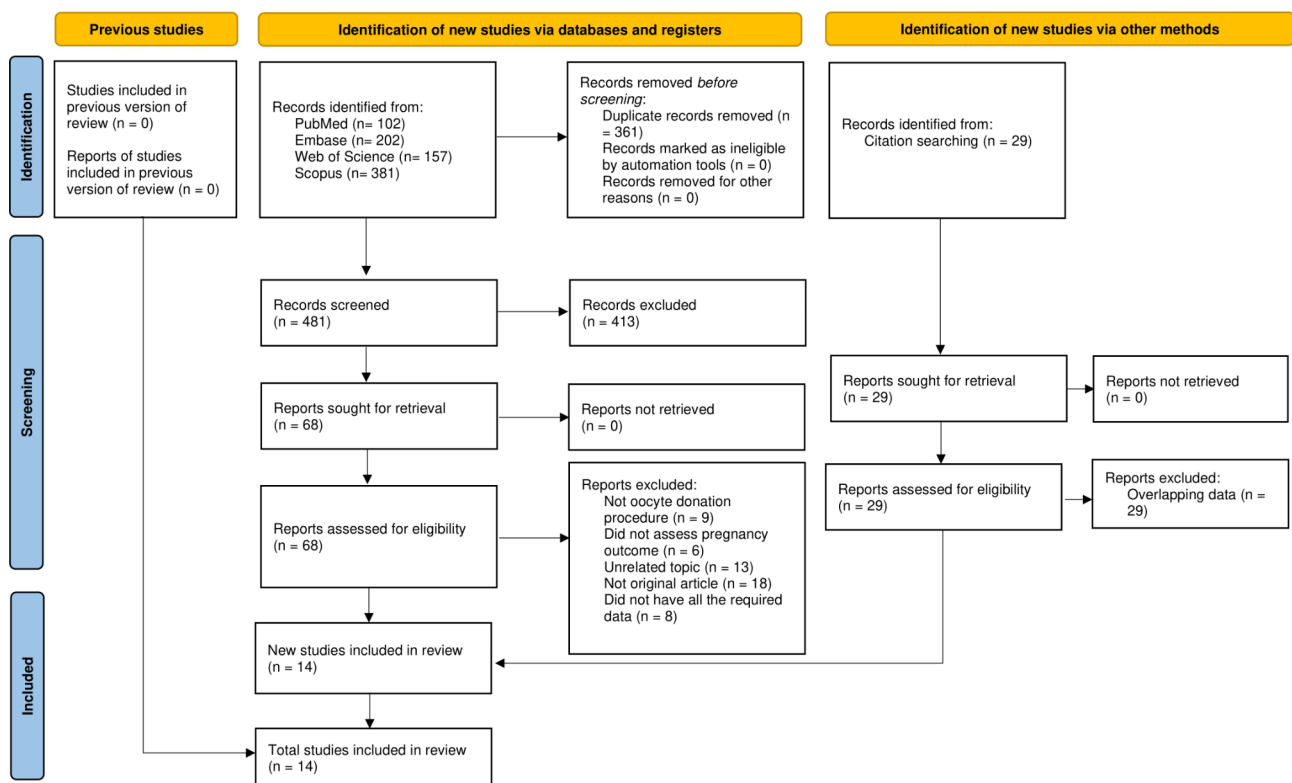 Previous studies
Identification of new studies via databases and registers
Identification of new studies via other methods
Identification
Studies included in
previous version of
review (n = 0)
Reports of studies
included in previous
version of review (n = 0)
Records identified from:
PubMed (n= 102)
Embase (n= 202)
Web of Science (n= 157)
Scopus (n= 381)
Records removed before
screening:
Duplicate records removed (n
= 361)
Records marked as ineligible
by automation tools (n = 0)
Records removed for other
reasons (n = 0)
Records identified from:
Citation searching (n = 29)
Screening
Records screened
(n = 481)
Records excluded
(n = 413)
Reports sought for retrieval
(n = 68)
Reports not retrieved
(n = 0)
Reports sought for retrieval
(n = 29)
Reports not retrieved
(n = 0)
Reports assessed for eligibility
(n = 68)
Reports excluded:
Not oocyte donation
procedure (n = 9)
Did not assess pregnancy
outcome (n = 6)
Unrelated topic (n = 13)
Not original article (n = 18)
Did not have all the required
data (n = 8)
Reports assessed for eligibility
(n = 29)
Reports excluded:
Overlapping data (n =
29)
Included
New studies included in review
(n = 14)
Total studies included in review
(n = 14)